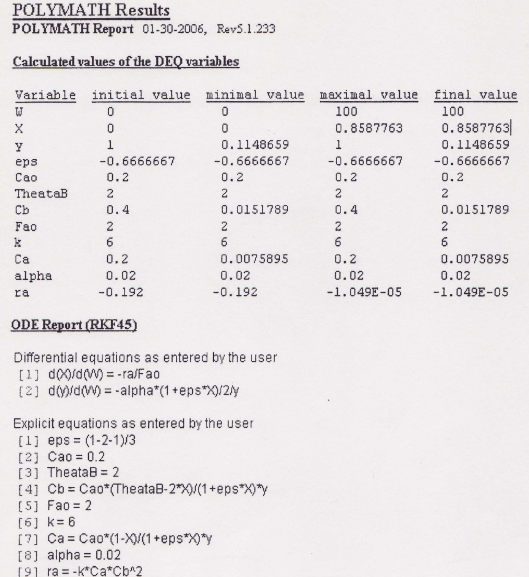 POLYMATH Results
POLYMATH Report 01-30-2006, Rev5.1.233
Calculated values of the DEQ variables
Variable initial value minimal value maximal value final value
W 0 0 100 100
X 0 0 0.8587763 0.8587763
y 1 0.1148659 1 0.1148659
eps -0.6666667 -0.6666667 -0.6666667 -0.6666667
Cao 0.2 0.2 0.2 0.2
TheataB 2 2 2 2
Cb 0.4 0.0151789 0.4 0.0151789
Fao 2 2 2 2
k 6 6 6 6
Ca 0.2 0.0075895 0.2 0.0075895
alpha 0.02 0.02 0.02 0.02
ra -0.192 -0.192 -1.049E-05 -1.049E-05
ODE Report (RKF45)
Differential equations as entered by the user
[1] d(X)/d(W) = -ra/Fao
[2] d(y)/d(W) = -alpha*(1+eps*X)/2/y
Explicit equations as entered by the user
[1] eps = (1-2-1)/3
[2] Cao = 0.2
[3] TheataB = 2
[4] Cb = Cao*(TheataB-2*X)/(1+eps*X)*y
[5] Fao = 2
[6] k = 6
[7] Ca = Cao*(1-X)/(1+eps*X)*y
[8] alpha = 0.02
[9] ra = -k*Ca*Cb^2